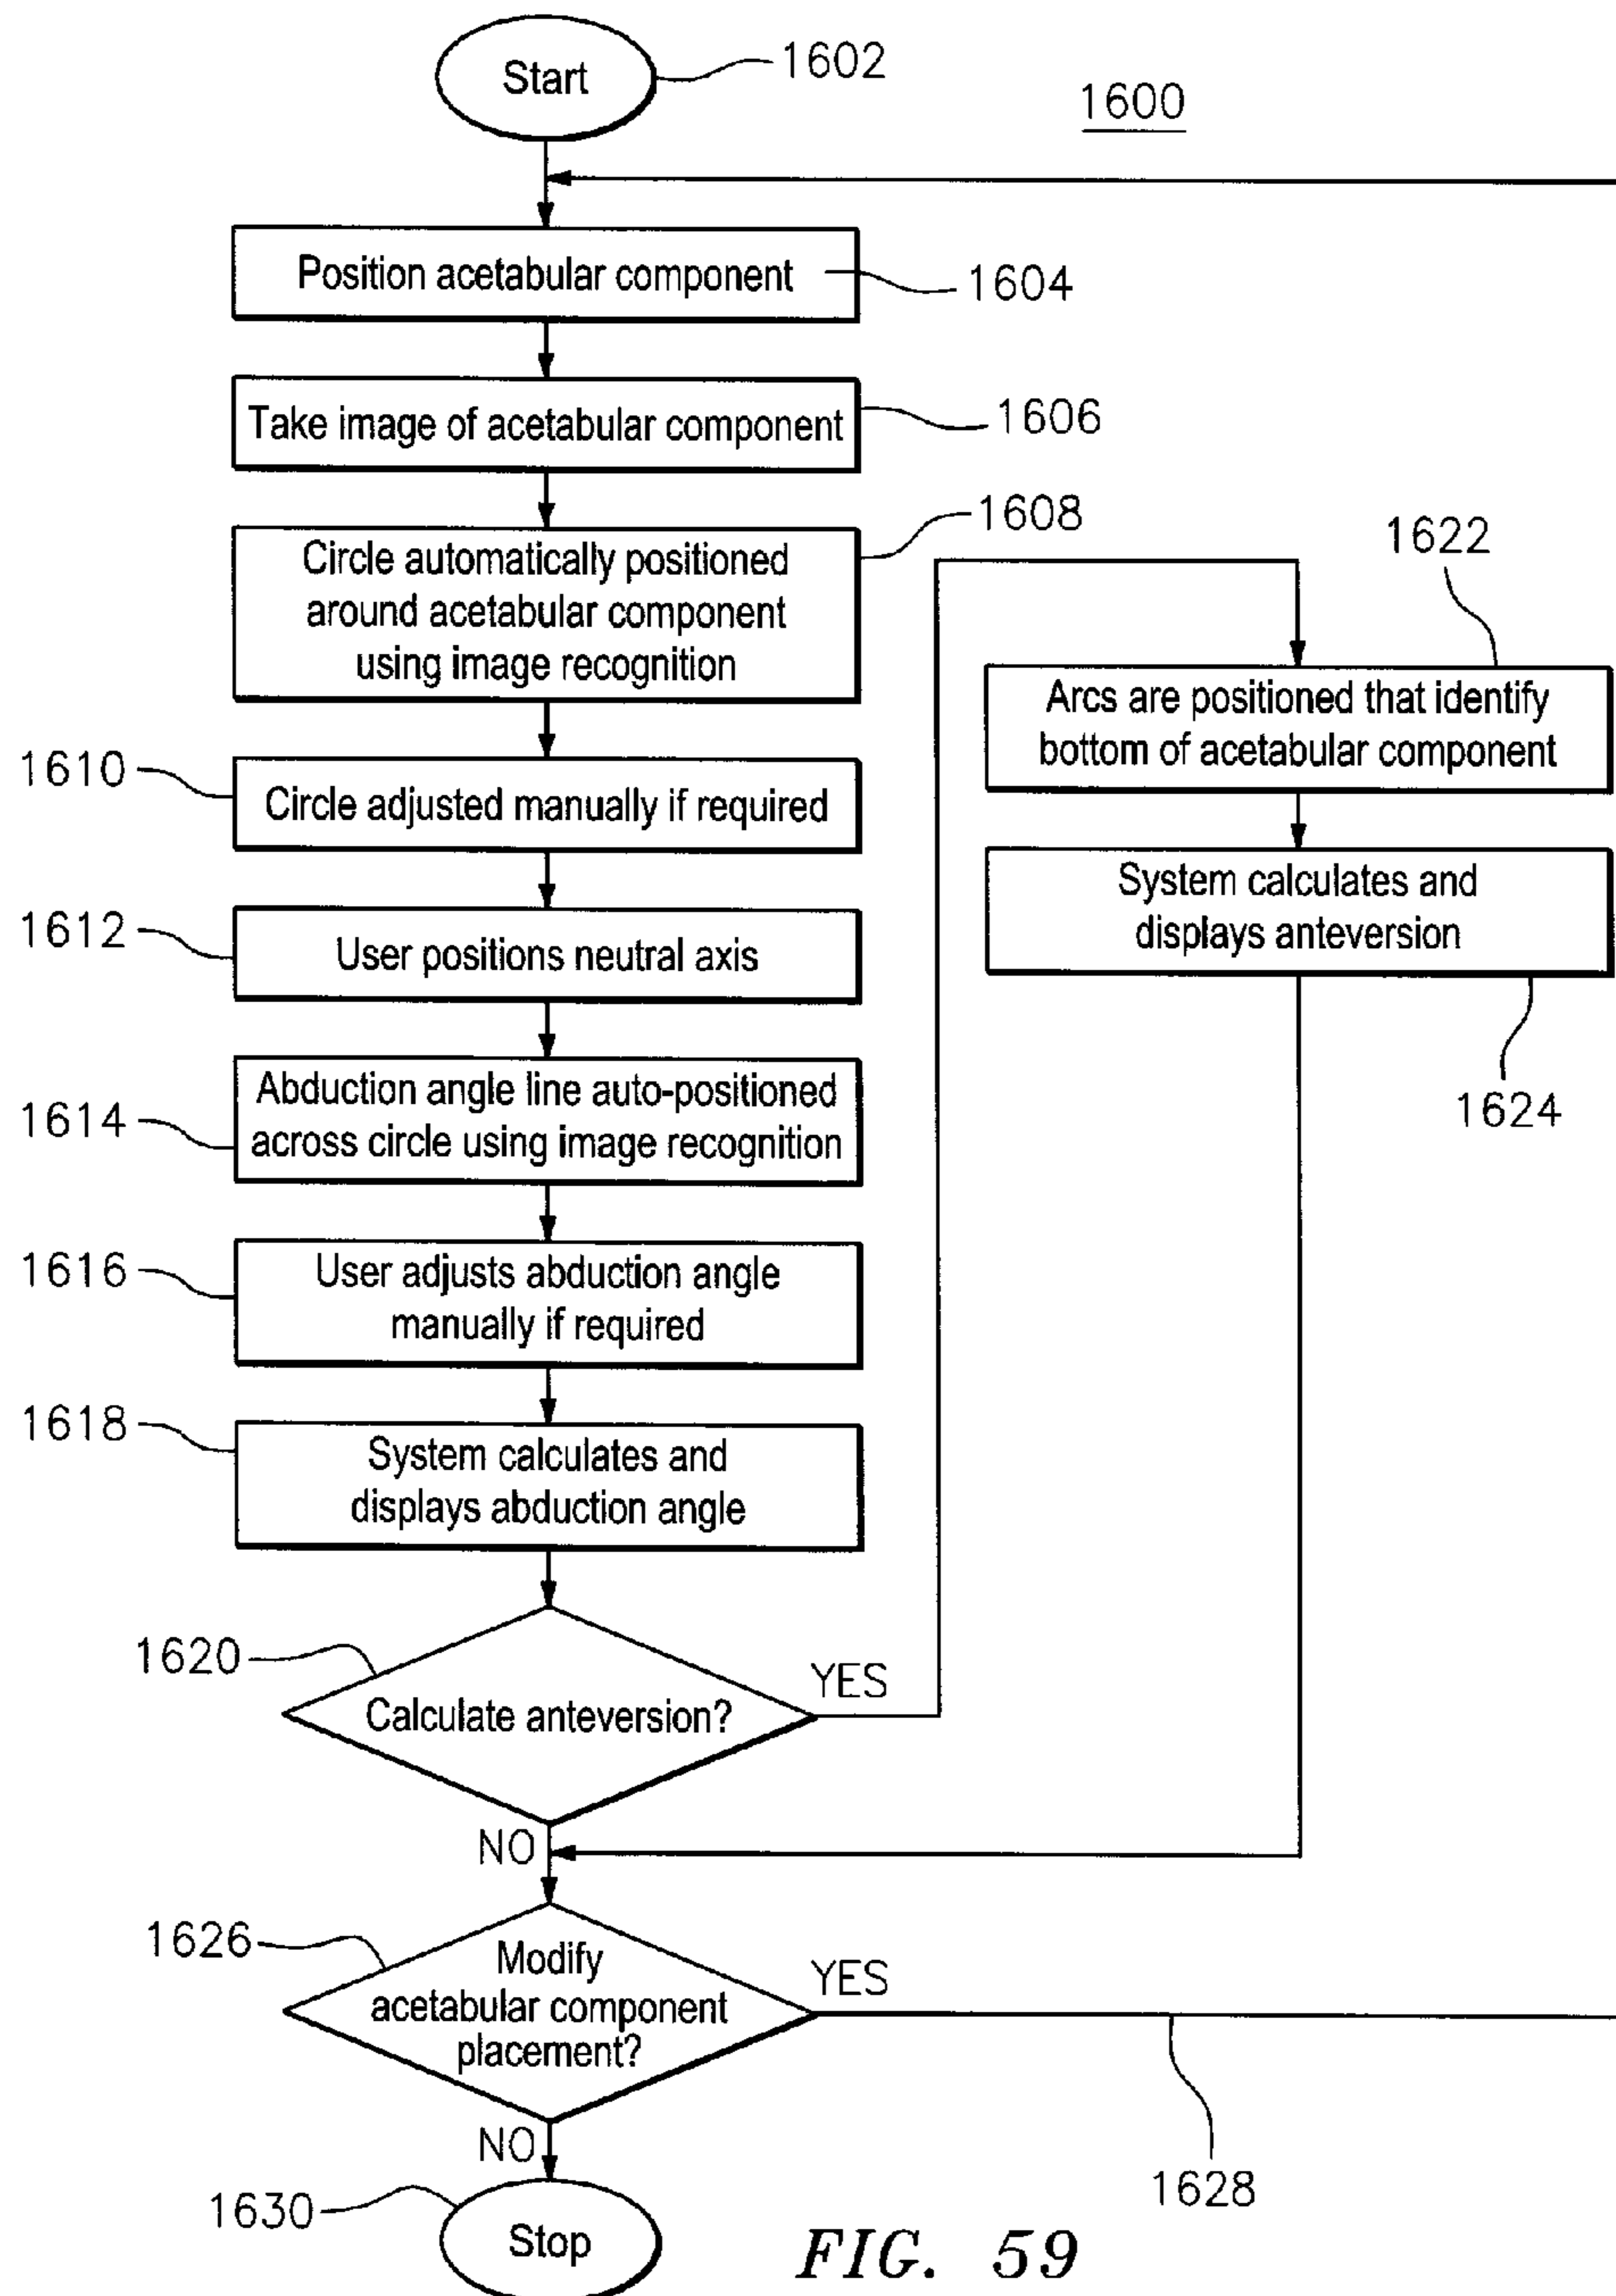 Start
1602
1600
Position acetabular component
1604
Take image of acetabular component
1606
Circle automatically positioned
around acetabular component
using image recognition
1608
1610
Circle adjusted manually if required
1612
User positions neutral axis
1614
Abduction angle line auto-positioned
across circle using image recognition
1616
User adjusts abduction angle
manually if required
1618
System calculates and
displays abduction angle
1620
Calculate anteversion?
YES
NO
1622
Arcs are positioned that identify
bottom of acetabular component
System calculates and
displays anteversion
1624
1626
Modify
acetabular component
placement?
YES
1628
NO
1630
Stop
FIG. 59